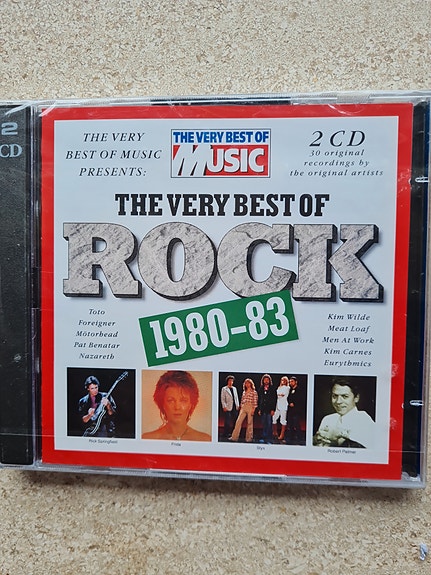 2
CD
THE VERY
BEST OF MUSIC
PRESENTS:
THE VERY BEST OF
MUSIC
2 CD
30 original
recordings by
the original artists
THE VERY BEST OF
ROCK
1980-83
Toto
Foreigner
Motörhead
Pat Benatar
Nazareth
Kim Wilde
Meat Loaf
Men At Work
Kim Carnes
Eurythmics
Rick Springfield
Frida
Styx
Robert Palmer